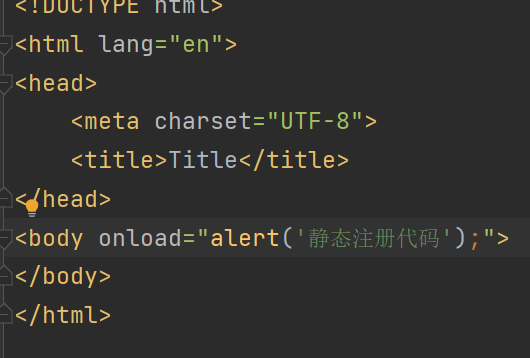 <!DOCTYPE html>
<html lang="en">
<head>
    <meta charset="UTF-8">
    <title>Title</title>
</head>
<body onload="alert('静态注册代码');">
</body>
</html>